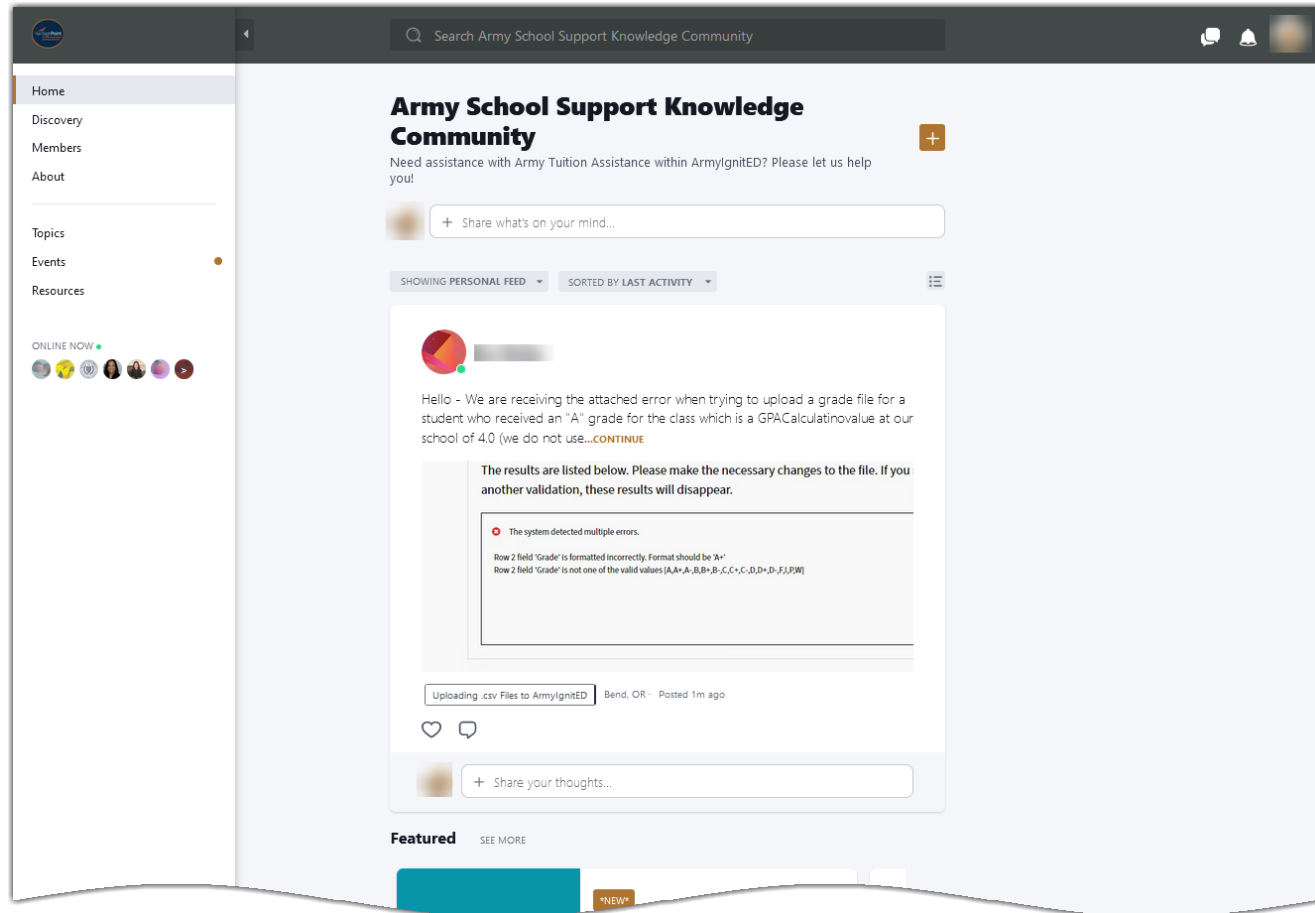 Search Army School Support Knowledge Community
Home
Discovery
Members
About
Topics
Events
Resources
ONLINE NOW
Army School Support Knowledge
Community
Need assistance with Army Tuition Assistance within ArmyIgnitED? Please let us help
you!
+ Share what's on your mind...
SHOWING PERSONAL FEED
SORTED BY LAST ACTIVITY
Hello - We are receiving the attached error when trying to upload a grade file for a
student who received an "A" grade for the class which is a GPACalculatinovalue at our
school of 4.0 (we do not use...CONTINUE
The results are listed below. Please make the necessary changes to the file. If you
another validation, these results will disappear.
The system detected multiple errors.
Row 2 field 'Grade' is formatted incorrectly. Format should be 'A+'
Row 2 field 'Grade' is not one of the valid values [A,A+,A-,B,B+,B-,C,C+,C-,D,D+,D-,F,I,P,W]
Uploading .csv Files to ArmyIgnitED
Bend, OR · Posted 1m ago
+ Share your thoughts...
Featured
SEE MORE
*NEW*